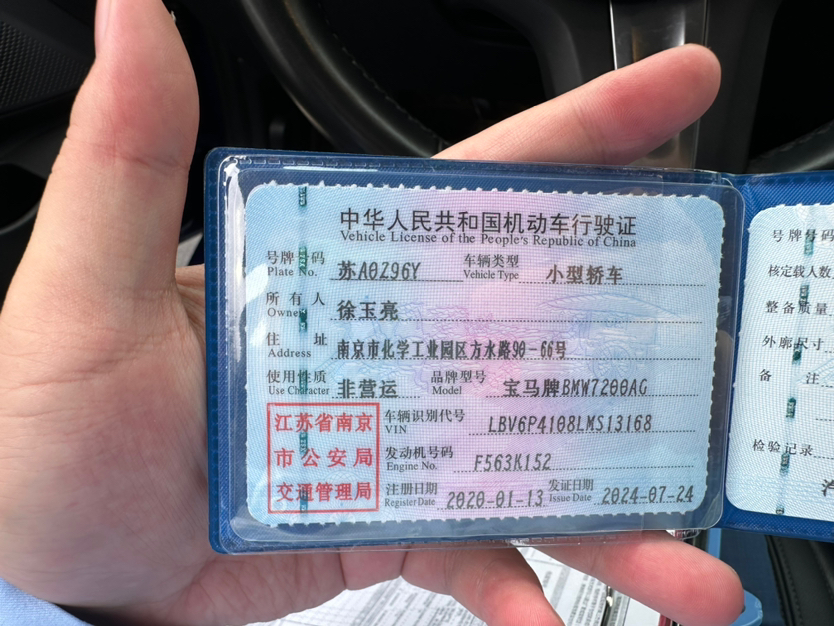 中华人民共和国机动车行驶证
Vehicle License of the People's Republic of China
号牌号码 苏A0Z96Y 车辆类型 小型轿车
Plate No. Vehicle Type
所有人 徐玉亮
Owner
住址 南京市化学工业园区方水路90-66号
Address
使用性质 非营运 品牌型号 宝马牌BMW7200AG
Use Character Model
江苏省南京
市公安局
交通管理局
车辆识别代号 LBV6P4108LMS13168
VIN
发动机号码 F563K152
Engine No.
注册日期 2020-01-13 发证日期 2024-07-24
Register Date Issue Date
号牌号码
核定载人数
整备质量
外廓尺寸
备注
检验记录